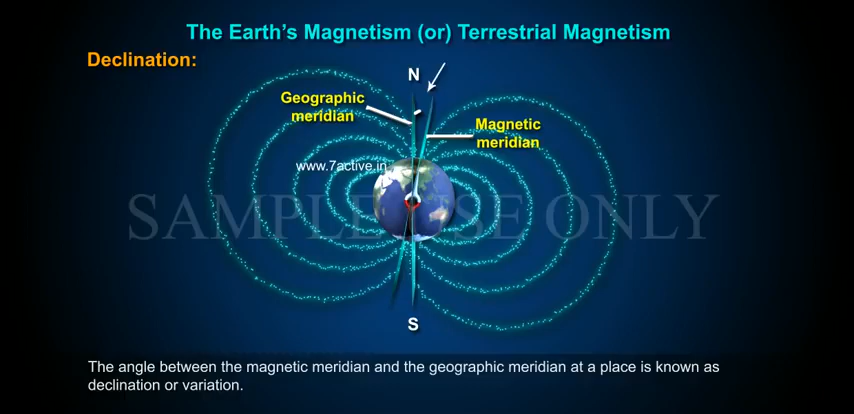 The Earth's Magnetism (or) Terrestrial Magnetism
Declination:
N
Geographic
meridian
Magnetic
meridian
www.7active.in
SAMPLE USE ONLY
S
The angle between the magnetic meridian and the geographic meridian at a place is known as
declination or variation.